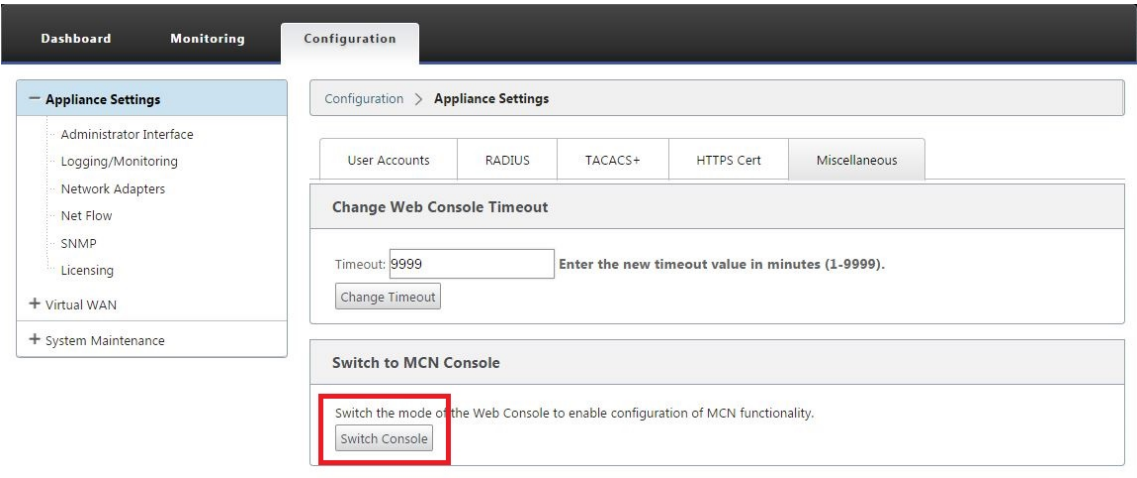 Dashboard Monitoring Configuration
Appliance Settings
Administrator Interface
Logging/Monitoring
Network Adapters
Net Flow
SNMP
Licensing
Virtual WAN
System Maintenance
Configuration > Appliance Settings
User Accounts RADIUS TACACS+ HTTPS Cert Miscellaneous
Change Web Console Timeout
Timeout: 9999 Enter the new timeout value in minutes (1-9999).
Change Timeout
Switch to MCN Console
Switch the mode of the Web Console to enable configuration of MCN functionality.
Switch Console